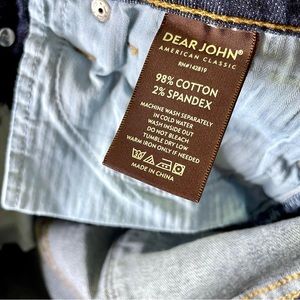 DEAR JOHN®
AMERICAN CLASSIC
RN#142819
98% COTTON
2% SPANDEX
MACHINE WASH SEPARATELY
IN COLD WATER
WASH INSIDE OUT
DO NOT BLEACH
TUMBLE DRY LOW
WARM IRON ONLY IF NEEDED
MADE IN CHINA